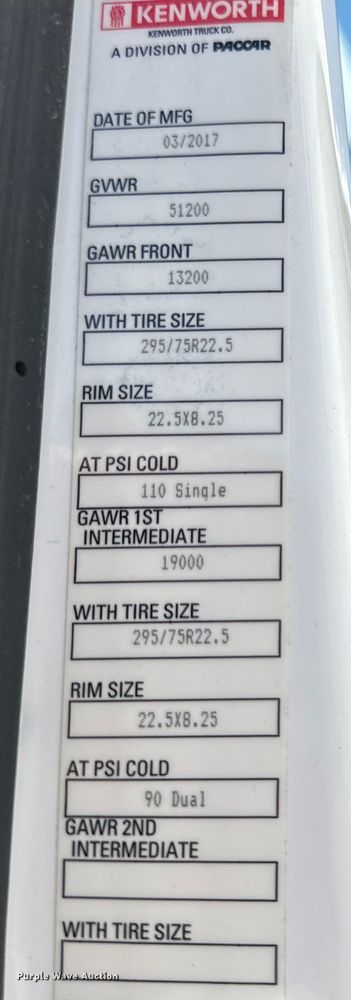 KENWORTH
KENWORTH TRUCK CO.
A DIVISION OF PACCAR
DATE OF MFG
03/2017
GVWR
51200
GAWR FRONT
13200
WITH TIRE SIZE
295/75R22.5
RIM SIZE
22.5X8.25
AT PSI COLD
110 Single
GAWR 1ST
INTERMEDIATE
19000
WITH TIRE SIZE
295/75R22.5
RIM SIZE
22.5X8.25
AT PSI COLD
90 Dual
GAWR 2ND
INTERMEDIATE
WITH TIRE SIZE
Purple Wave Auction